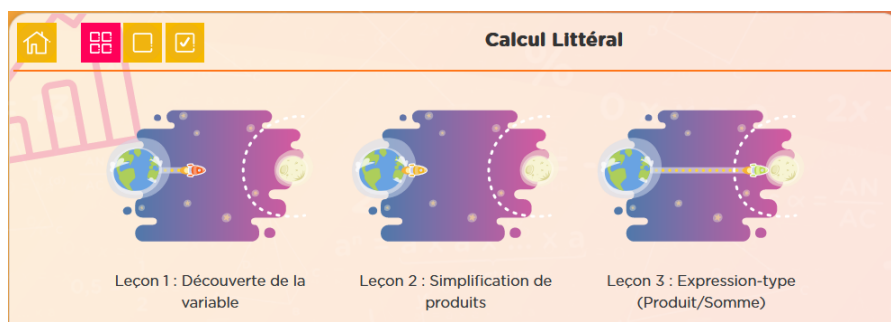 Calcul Littéral
Leçon 1 : Découverte de la
variable
Leçon 2 : Simplification de
produits
Leçon 3 : Expression-type
(Produit/Somme)